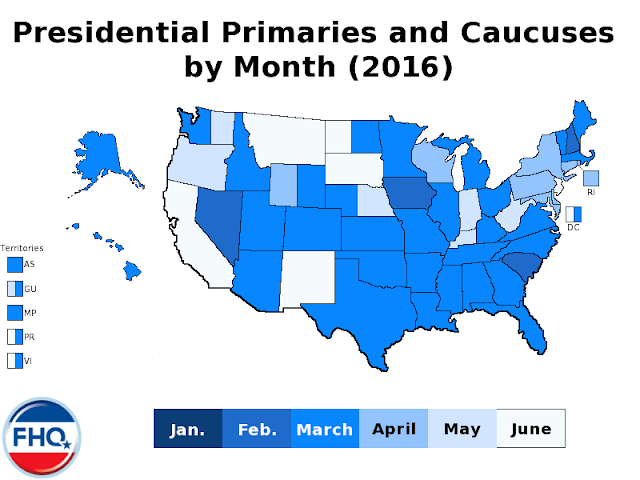 Presidential Primaries and Caucuses
by Month (2016)
RI
DC
Territories
AS
GU
MP
PR
VI
FHQ
Jan. Feb. March April May June